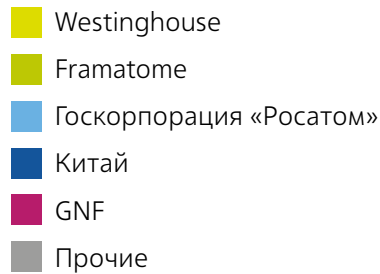 Westinghouse
Framatome
Госкорпорация «Росатом»
Китай
GNF
Прочие